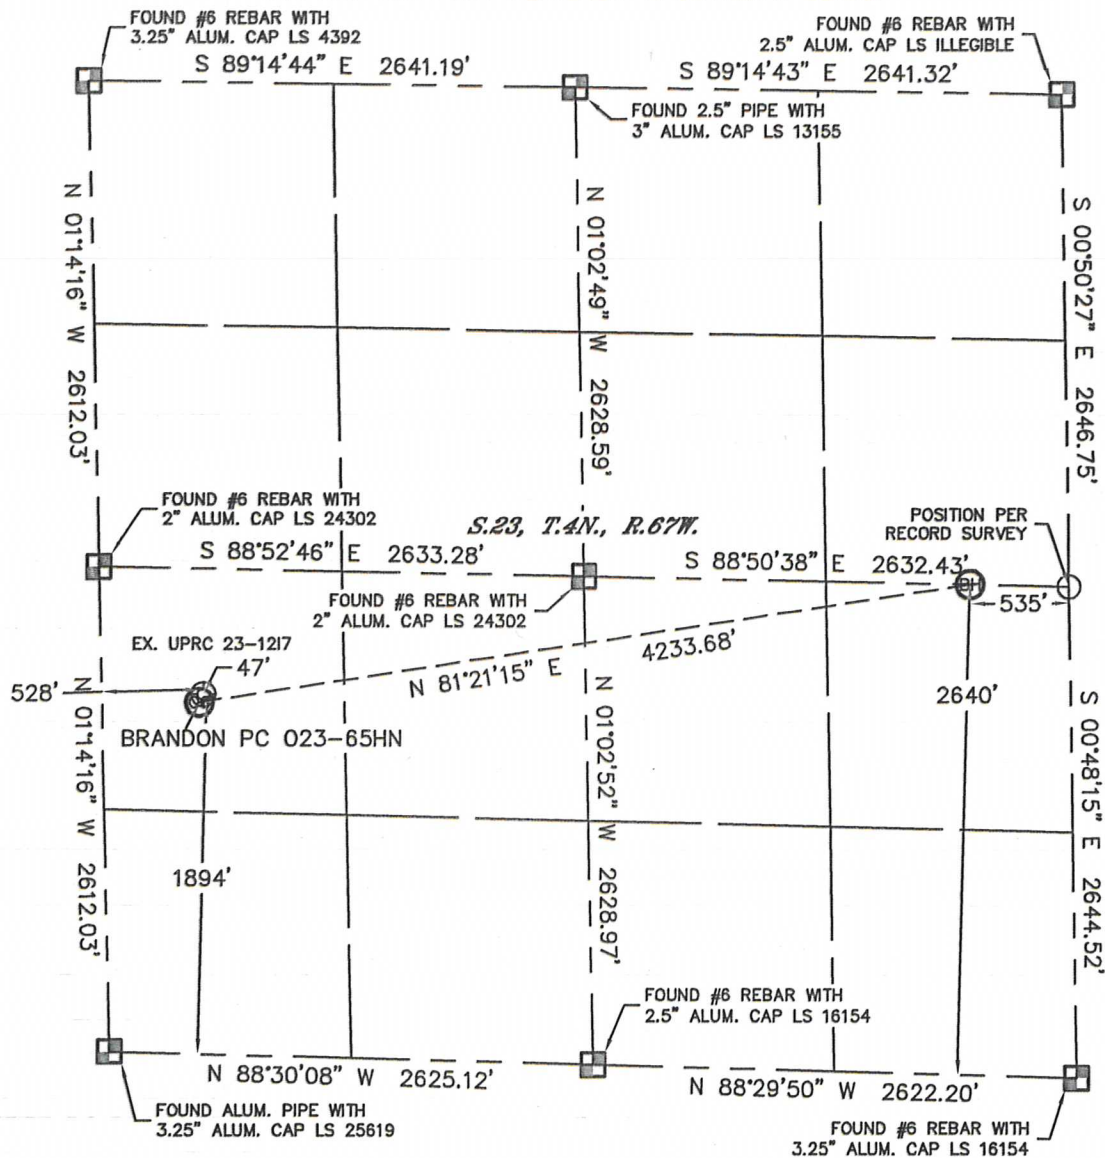 FOUND #6 REBAR WITH
3.25" ALUM. CAP LS 4392
FOUND #6 REBAR WITH
2.5" ALUM. CAP LS ILLEGIBLE
S 89°14'44" E 2641.19'
S 89°14'43" E 2641.32'
FOUND 2.5" PIPE WITH
3" ALUM. CAP LS 13155
N 01°14'16" W 2612.03'
N 01°02'49" W 2628.59'
S 00°50'27" E 2646.75'
FOUND #6 REBAR WITH
2" ALUM. CAP LS 24302
S.23, T.4N., R.67W.
POSITION PER
RECORD SURVEY
S 88°52'46" E 2633.28'
S 88°50'38" E 2632.43'
BH
FOUND #6 REBAR WITH
2" ALUM. CAP LS 24302
535'
EX. UPRC 23-12I7
47'
528'
N 81°21'15" E 4233.68'
2640'
BRANDON PC O23-65HN
N 01°14'16" W 2612.03'
N 01°02'52" W 2628.97'
S 00°48'15" E 2644.52'
1894'
FOUND #6 REBAR WITH
2.5" ALUM. CAP LS 16154
N 88°30'08" W 2625.12'
N 88°29'50" W 2622.20'
FOUND ALUM. PIPE WITH
3.25" ALUM. CAP LS 25619
FOUND #6 REBAR WITH
3.25" ALUM. CAP LS 16154